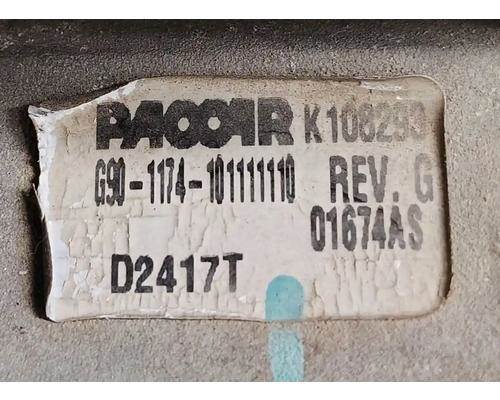 PACCAR K108293
G90-1174-101111110 REV. G
01674AS
D2417T